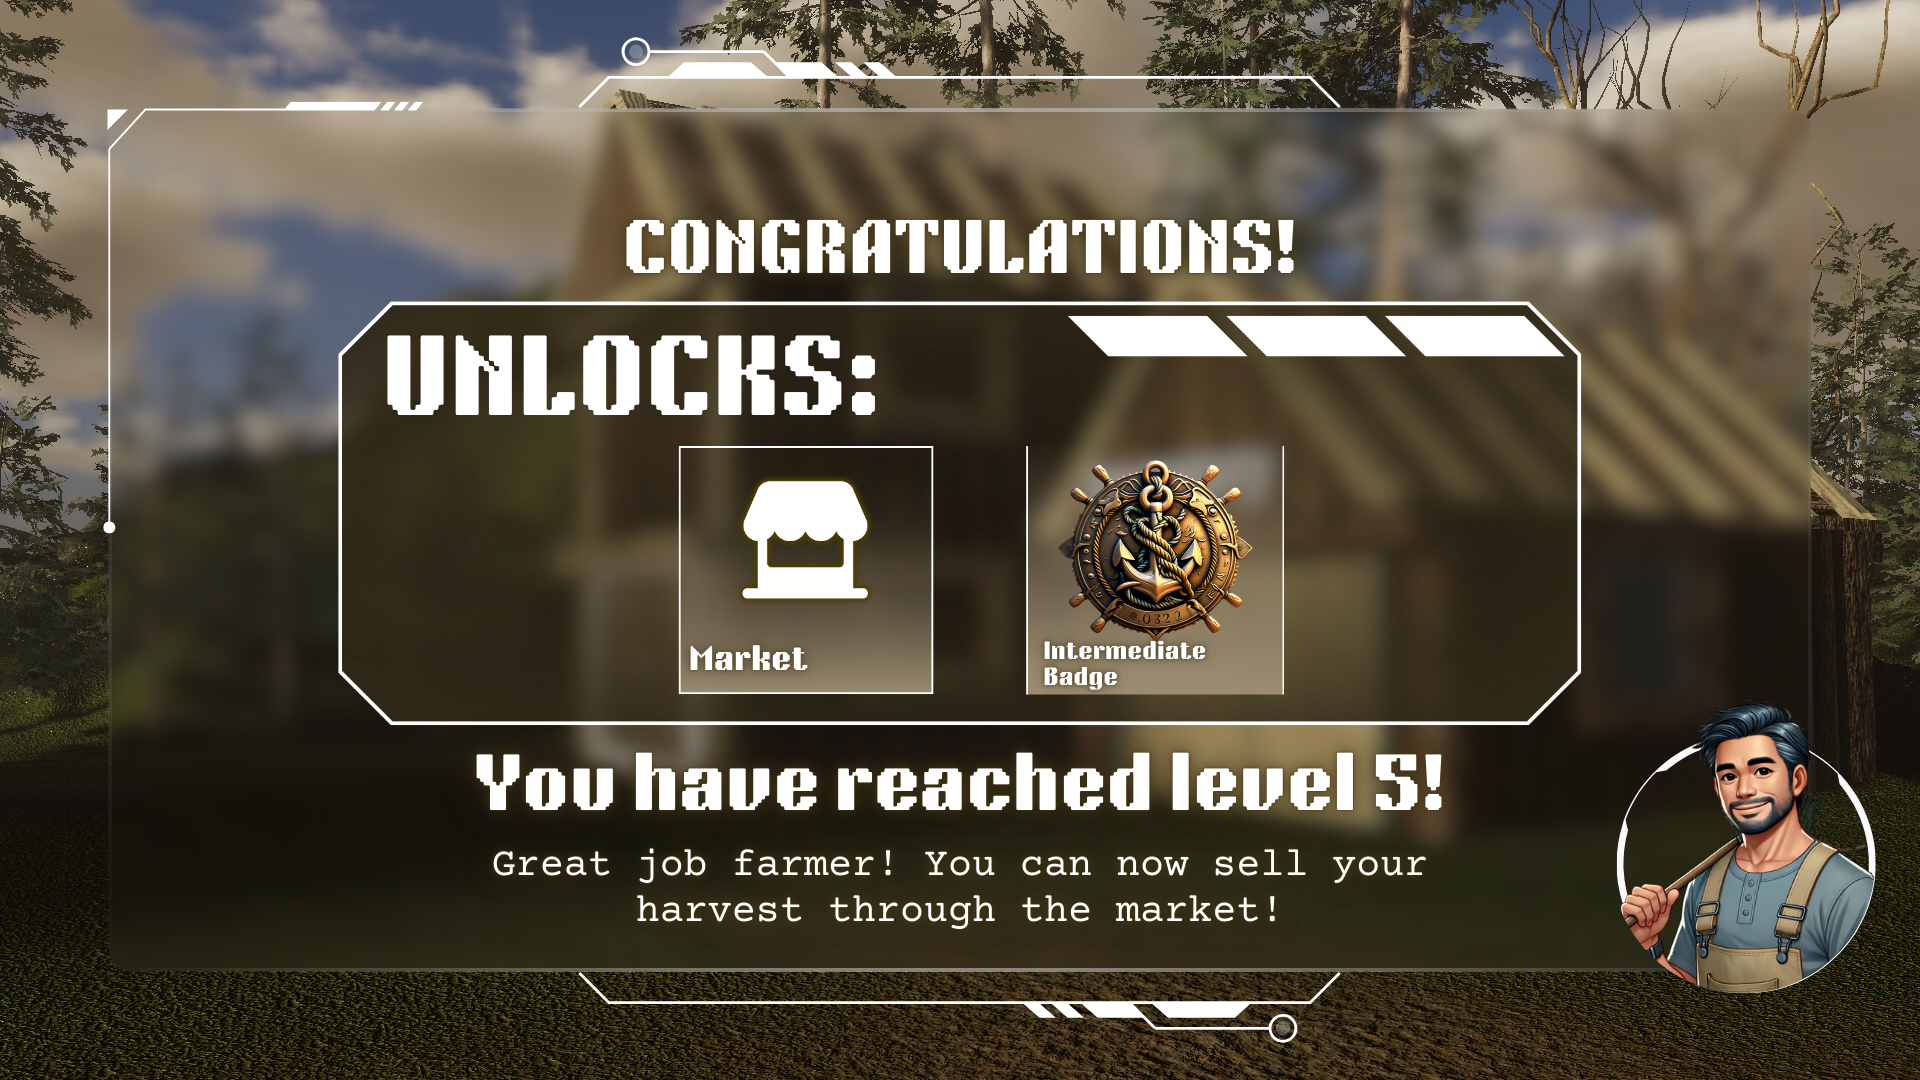 CONGRATULATIONS!
UNLOCKS:
Market
Intermediate
Badge
You have reached level 5!
Great job farmer! You can now sell your
harvest through the market!